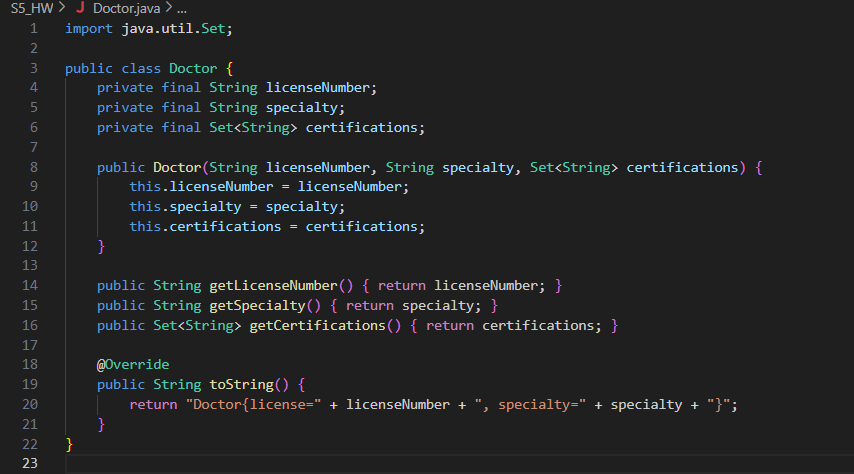 S5_HW > J Doctor.java > ...
1 import java.util.Set;
2
3 public class Doctor {
4     private final String licenseNumber;
5     private final String specialty;
6     private final Set<String> certifications;
7
8     public Doctor(String licenseNumber, String specialty, Set<String> certifications) {
9         this.licenseNumber = licenseNumber;
10         this.specialty = specialty;
11         this.certifications = certifications;
12     }
13
14     public String getLicenseNumber() { return licenseNumber; }
15     public String getSpecialty() { return specialty; }
16     public Set<String> getCertifications() { return certifications; }
17
18     @Override
19     public String toString() {
20         return "Doctor{license=" + licenseNumber + ", specialty=" + specialty + "}";
21     }
22 }
23